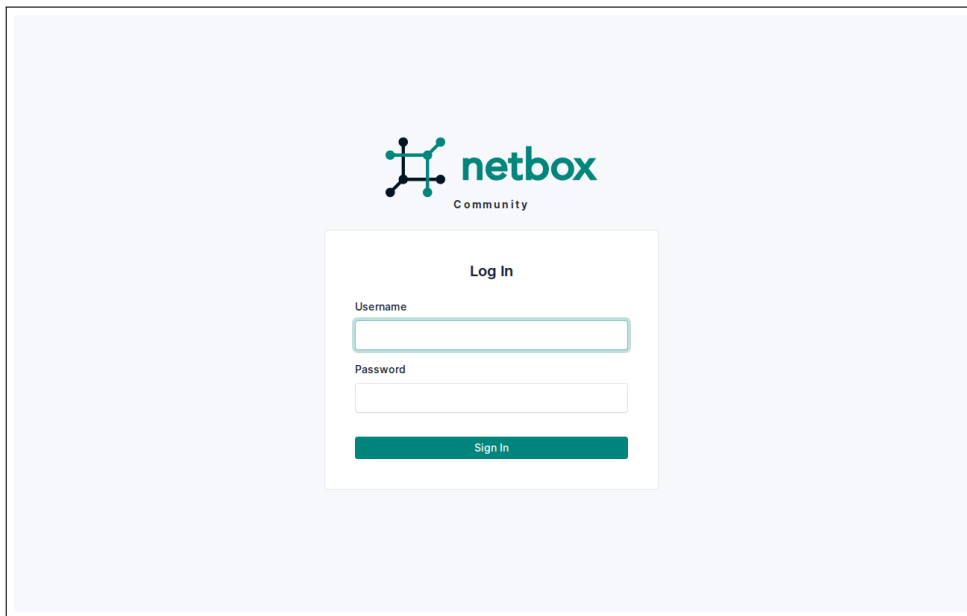 netbox
Community
Log In
Username
Password
Sign In